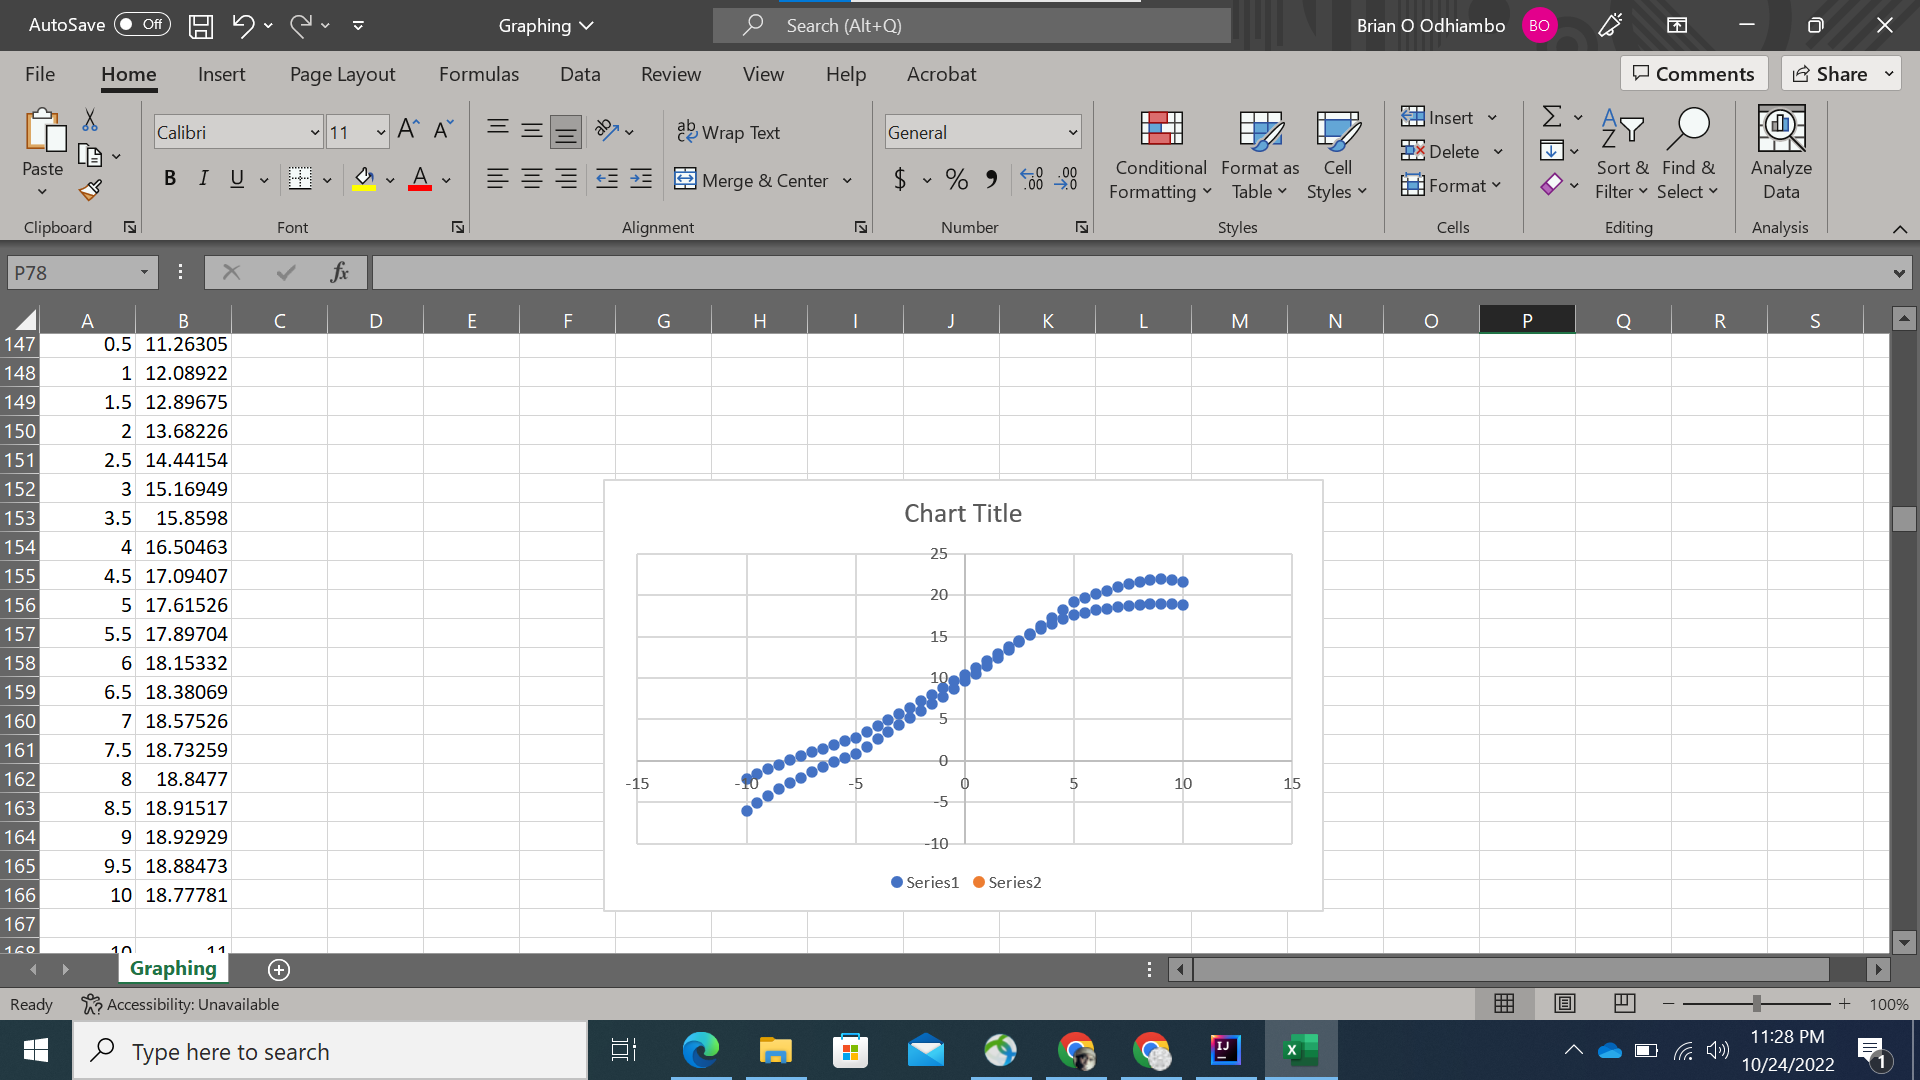 AutoSave Off Graphing Search (Alt+Q) Brian O Odhiambo BO
File Home Insert Page Layout Formulas Data Review View Help Acrobat Comments Share
Paste Calibri 11 A A ab Wrap Text General Conditional Formatting Format as Table Cell Styles Insert Delete Format Sort & Filter Find & Select Analyze Data
B I U A Merge & Center $ % , .00 .00
Clipboard Font Alignment Number Styles Cells Editing Analysis
P78 fx
A B C D E F G H I J K L M N O P Q R S
147 0.5 11.26305
148 1 12.08922
149 1.5 12.89675
150 2 13.68226
151 2.5 14.44154
152 3 15.16949
153 3.5 15.8598
154 4 16.50463
155 4.5 17.09407
156 5 17.61526
157 5.5 17.89704
158 6 18.15332
159 6.5 18.38069
160 7 18.57526
161 7.5 18.73259
162 8 18.8477
163 8.5 18.91517
164 9 18.92929
165 9.5 18.88473
166 10 18.77781
167
168 10 11
Chart Title
25
20
15
10
5
0
-15 -10 -5 0 5 10 15
-5
-10
Series1 Series2
Graphing
Ready Accessibility: Unavailable 100%
Type here to search IJ X 11:28 PM
10/24/2022 1